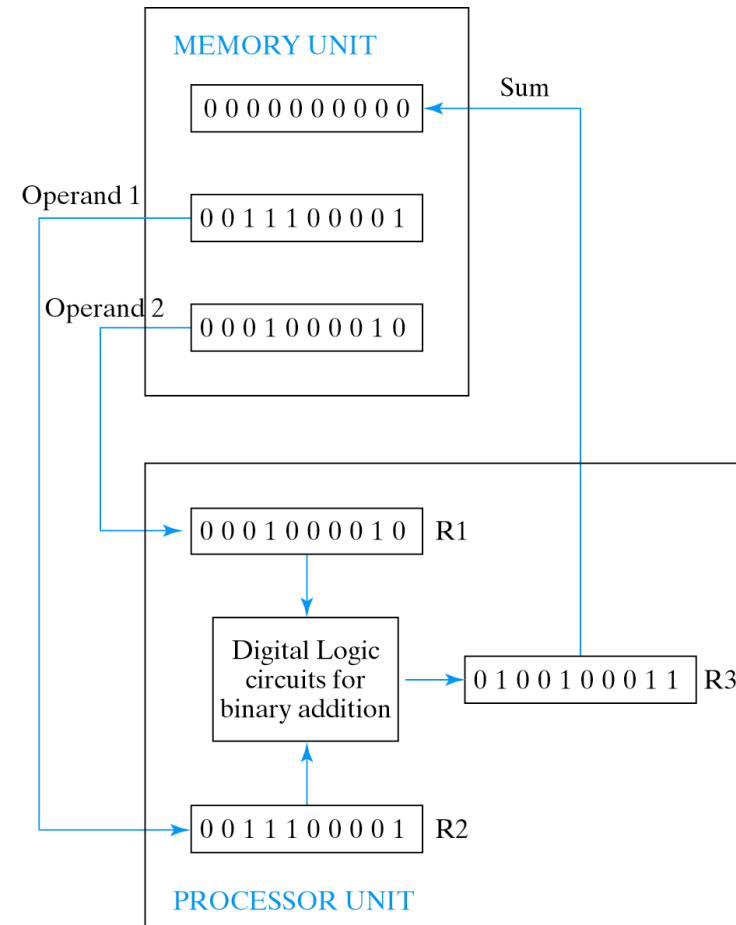 MEMORY UNIT
Sum
0 0 0 0 0 0 0 0 0 0
Operand 1
0 0 1 1 1 0 0 0 0 1
Operand 2
0 0 0 1 0 0 0 0 1 0
0 0 0 1 0 0 0 0 1 0 R1
Digital Logic
circuits for
binary addition
0 1 0 0 1 0 0 0 1 1 R3
0 0 1 1 1 0 0 0 0 1 R2
PROCESSOR UNIT